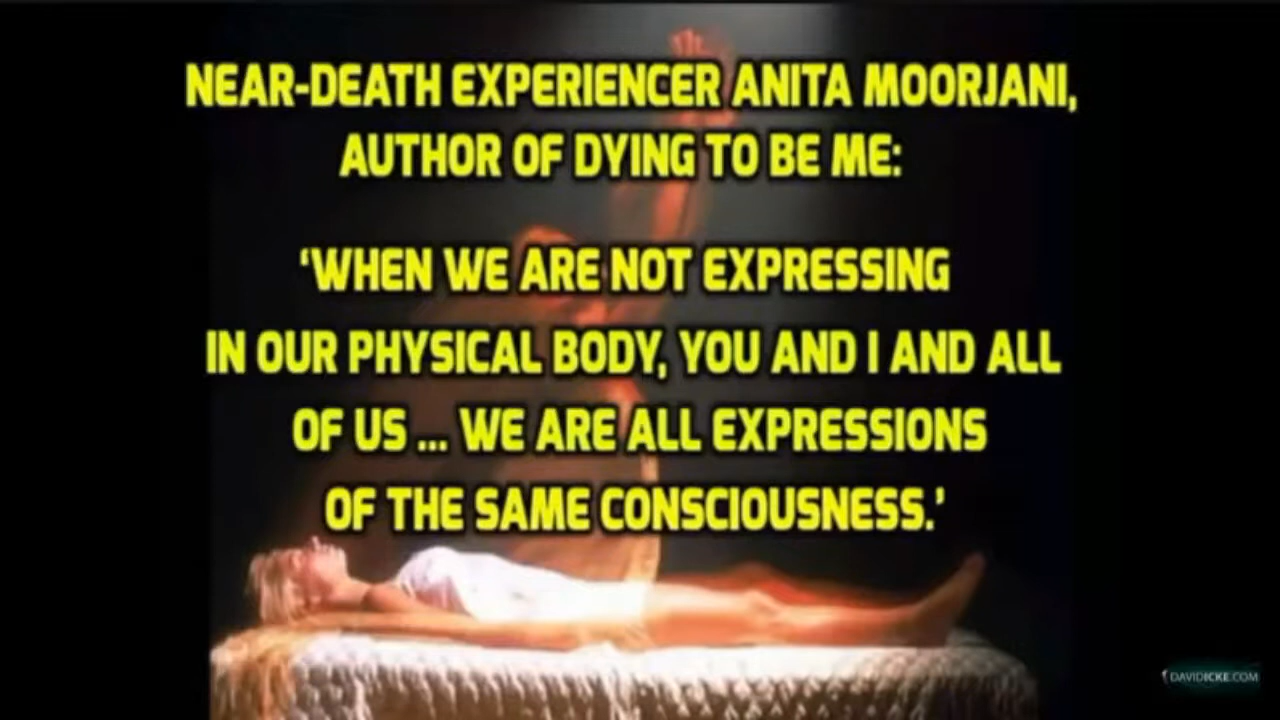 NEAR-DEATH EXPERIENCER ANITA MOORJANI,
AUTHOR OF DYING TO BE ME:
‘WHEN WE ARE NOT EXPRESSING
IN OUR PHYSICAL BODY, YOU AND I AND ALL
OF US ... WE ARE ALL EXPRESSIONS
OF THE SAME CONSCIOUSNESS.’
DAVIDICKE.COM